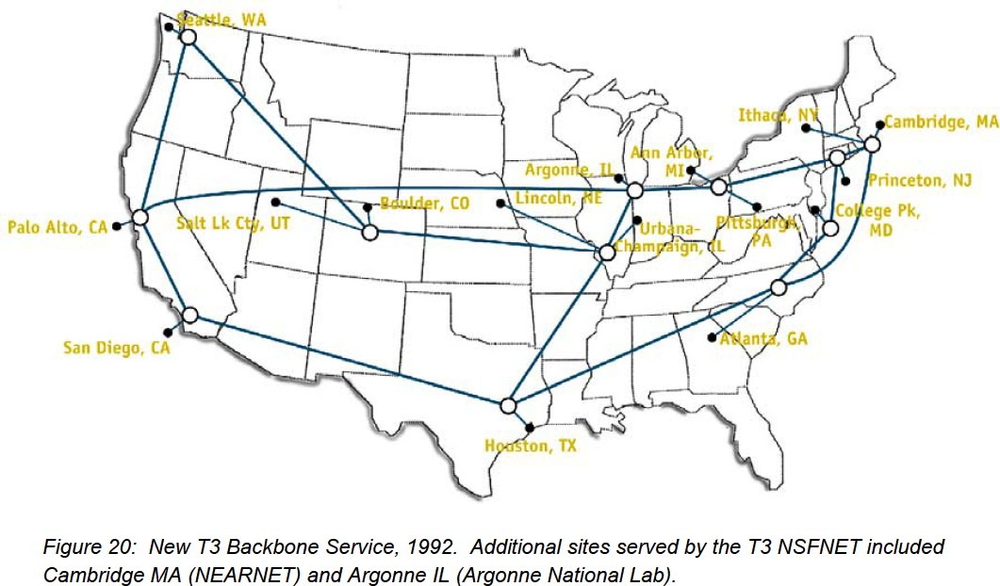 Seattle, WA
Ithaca, NY
Cambridge, MA
Ann Arbor,
MI
Argonne, IL
Princeton, NJ
Lincoln, NE
Boulder, CO
College Pk,
MD
Salt Lk Cty, UT
Palo Alto, CA
Pittsburgh,
PA
Urbana-
Champaign, IL
Atlanta, GA
San Diego, CA
Houston, TX
Figure 20: New T3 Backbone Service, 1992. Additional sites served by the T3 NSFNET included
Cambridge MA (NEARNET) and Argonne IL (Argonne National Lab).